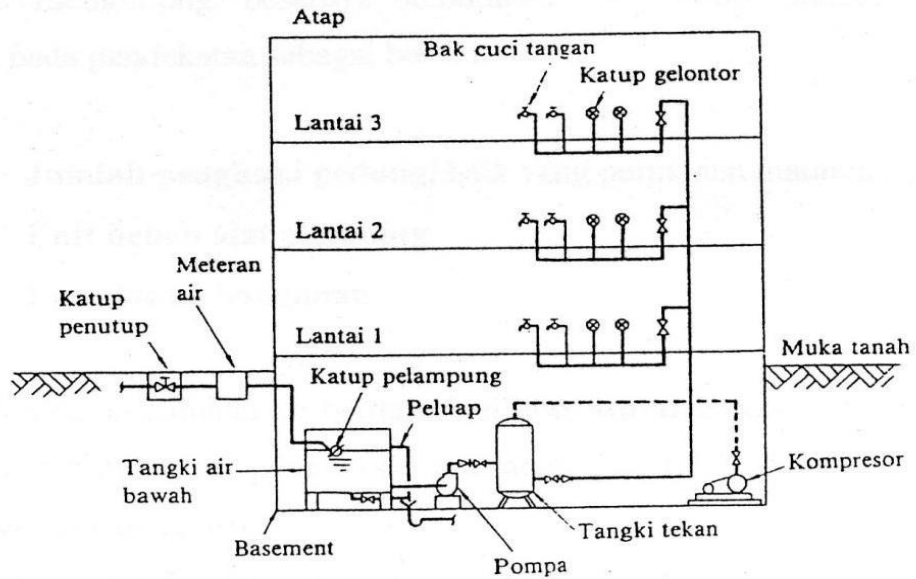 Atap
Bak cuci tangan
Katup gelontor
Lantai 3
Lantai 2
Meteran
air
Katup
penutup
Lantai 1
Muka tanah
Katup pelampung
Peluap
Tangki air
bawah
Kompresor
Tangki tekan
Basement
Pompa